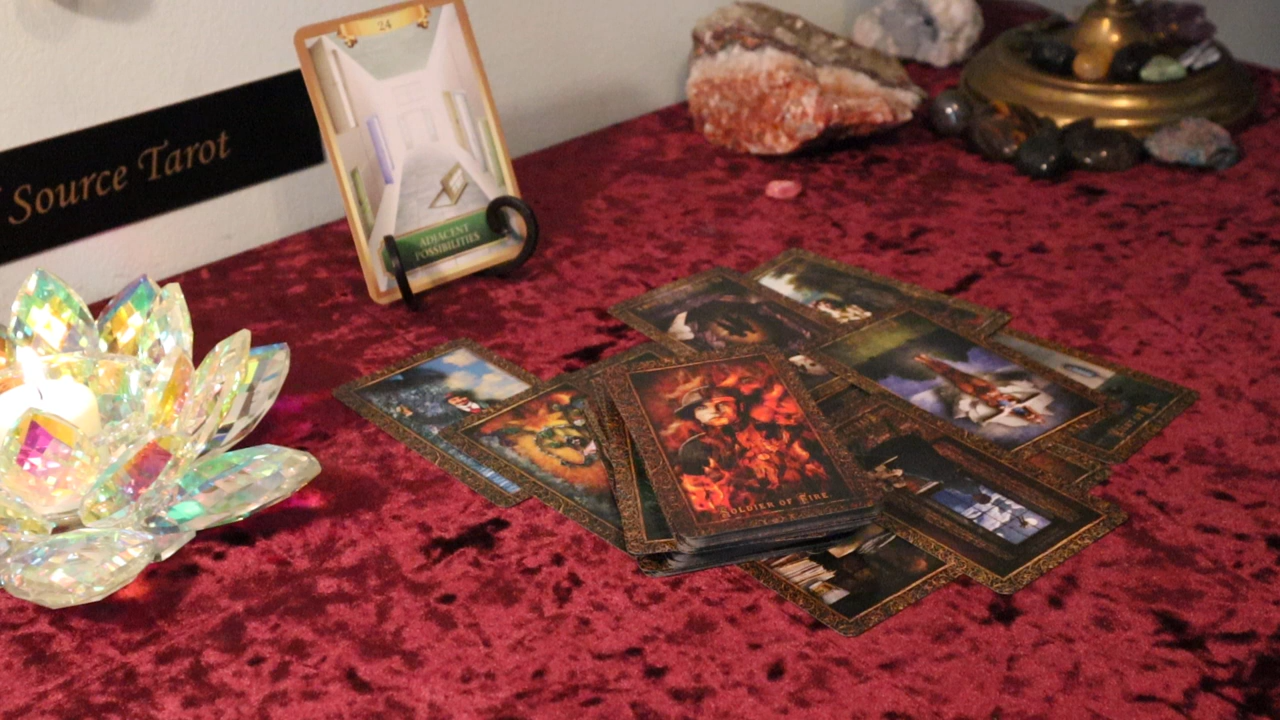 24
Source Tarot
ADJACENT
POSSIBILITIES
SOLDIER OF FIRE